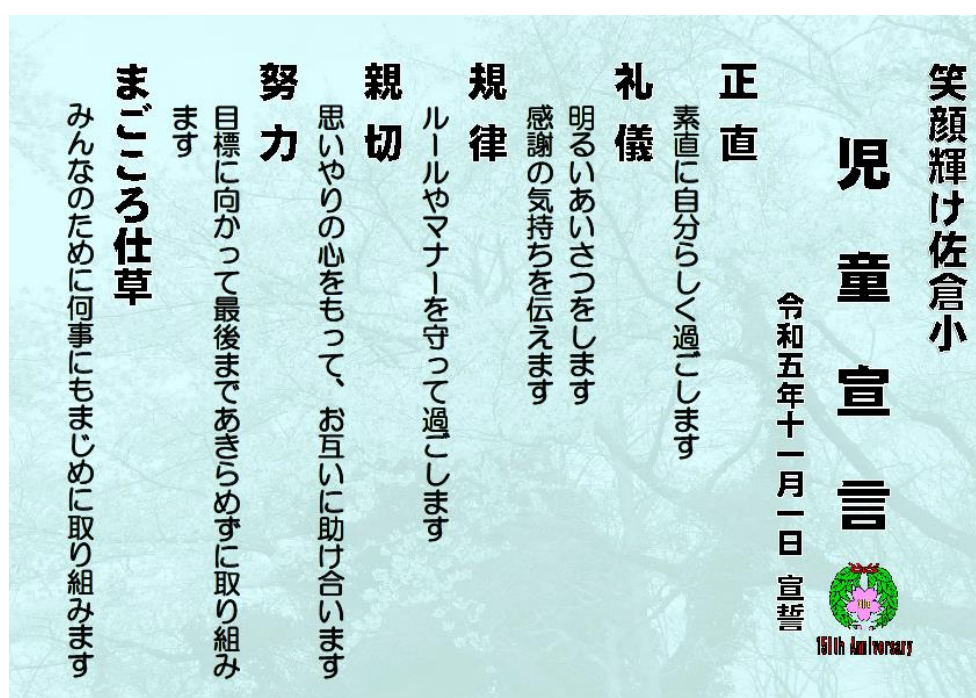 笑顔輝け佐倉小
児童宣言
150th Anniversary
令和五年十一月一日 宣誓
正直
素直に自分らしく過ごします
礼儀
明るいあいさつをします
感謝の気持ちを伝えます
規律
ルールやマナーを守って過ごします
親切
思いやりの心をもって、お互いに助け合います
努力
目標に向かって最後まであきらめずに取り組み
ます
まごころ仕草
みんなのために何事にもまじめに取り組みます